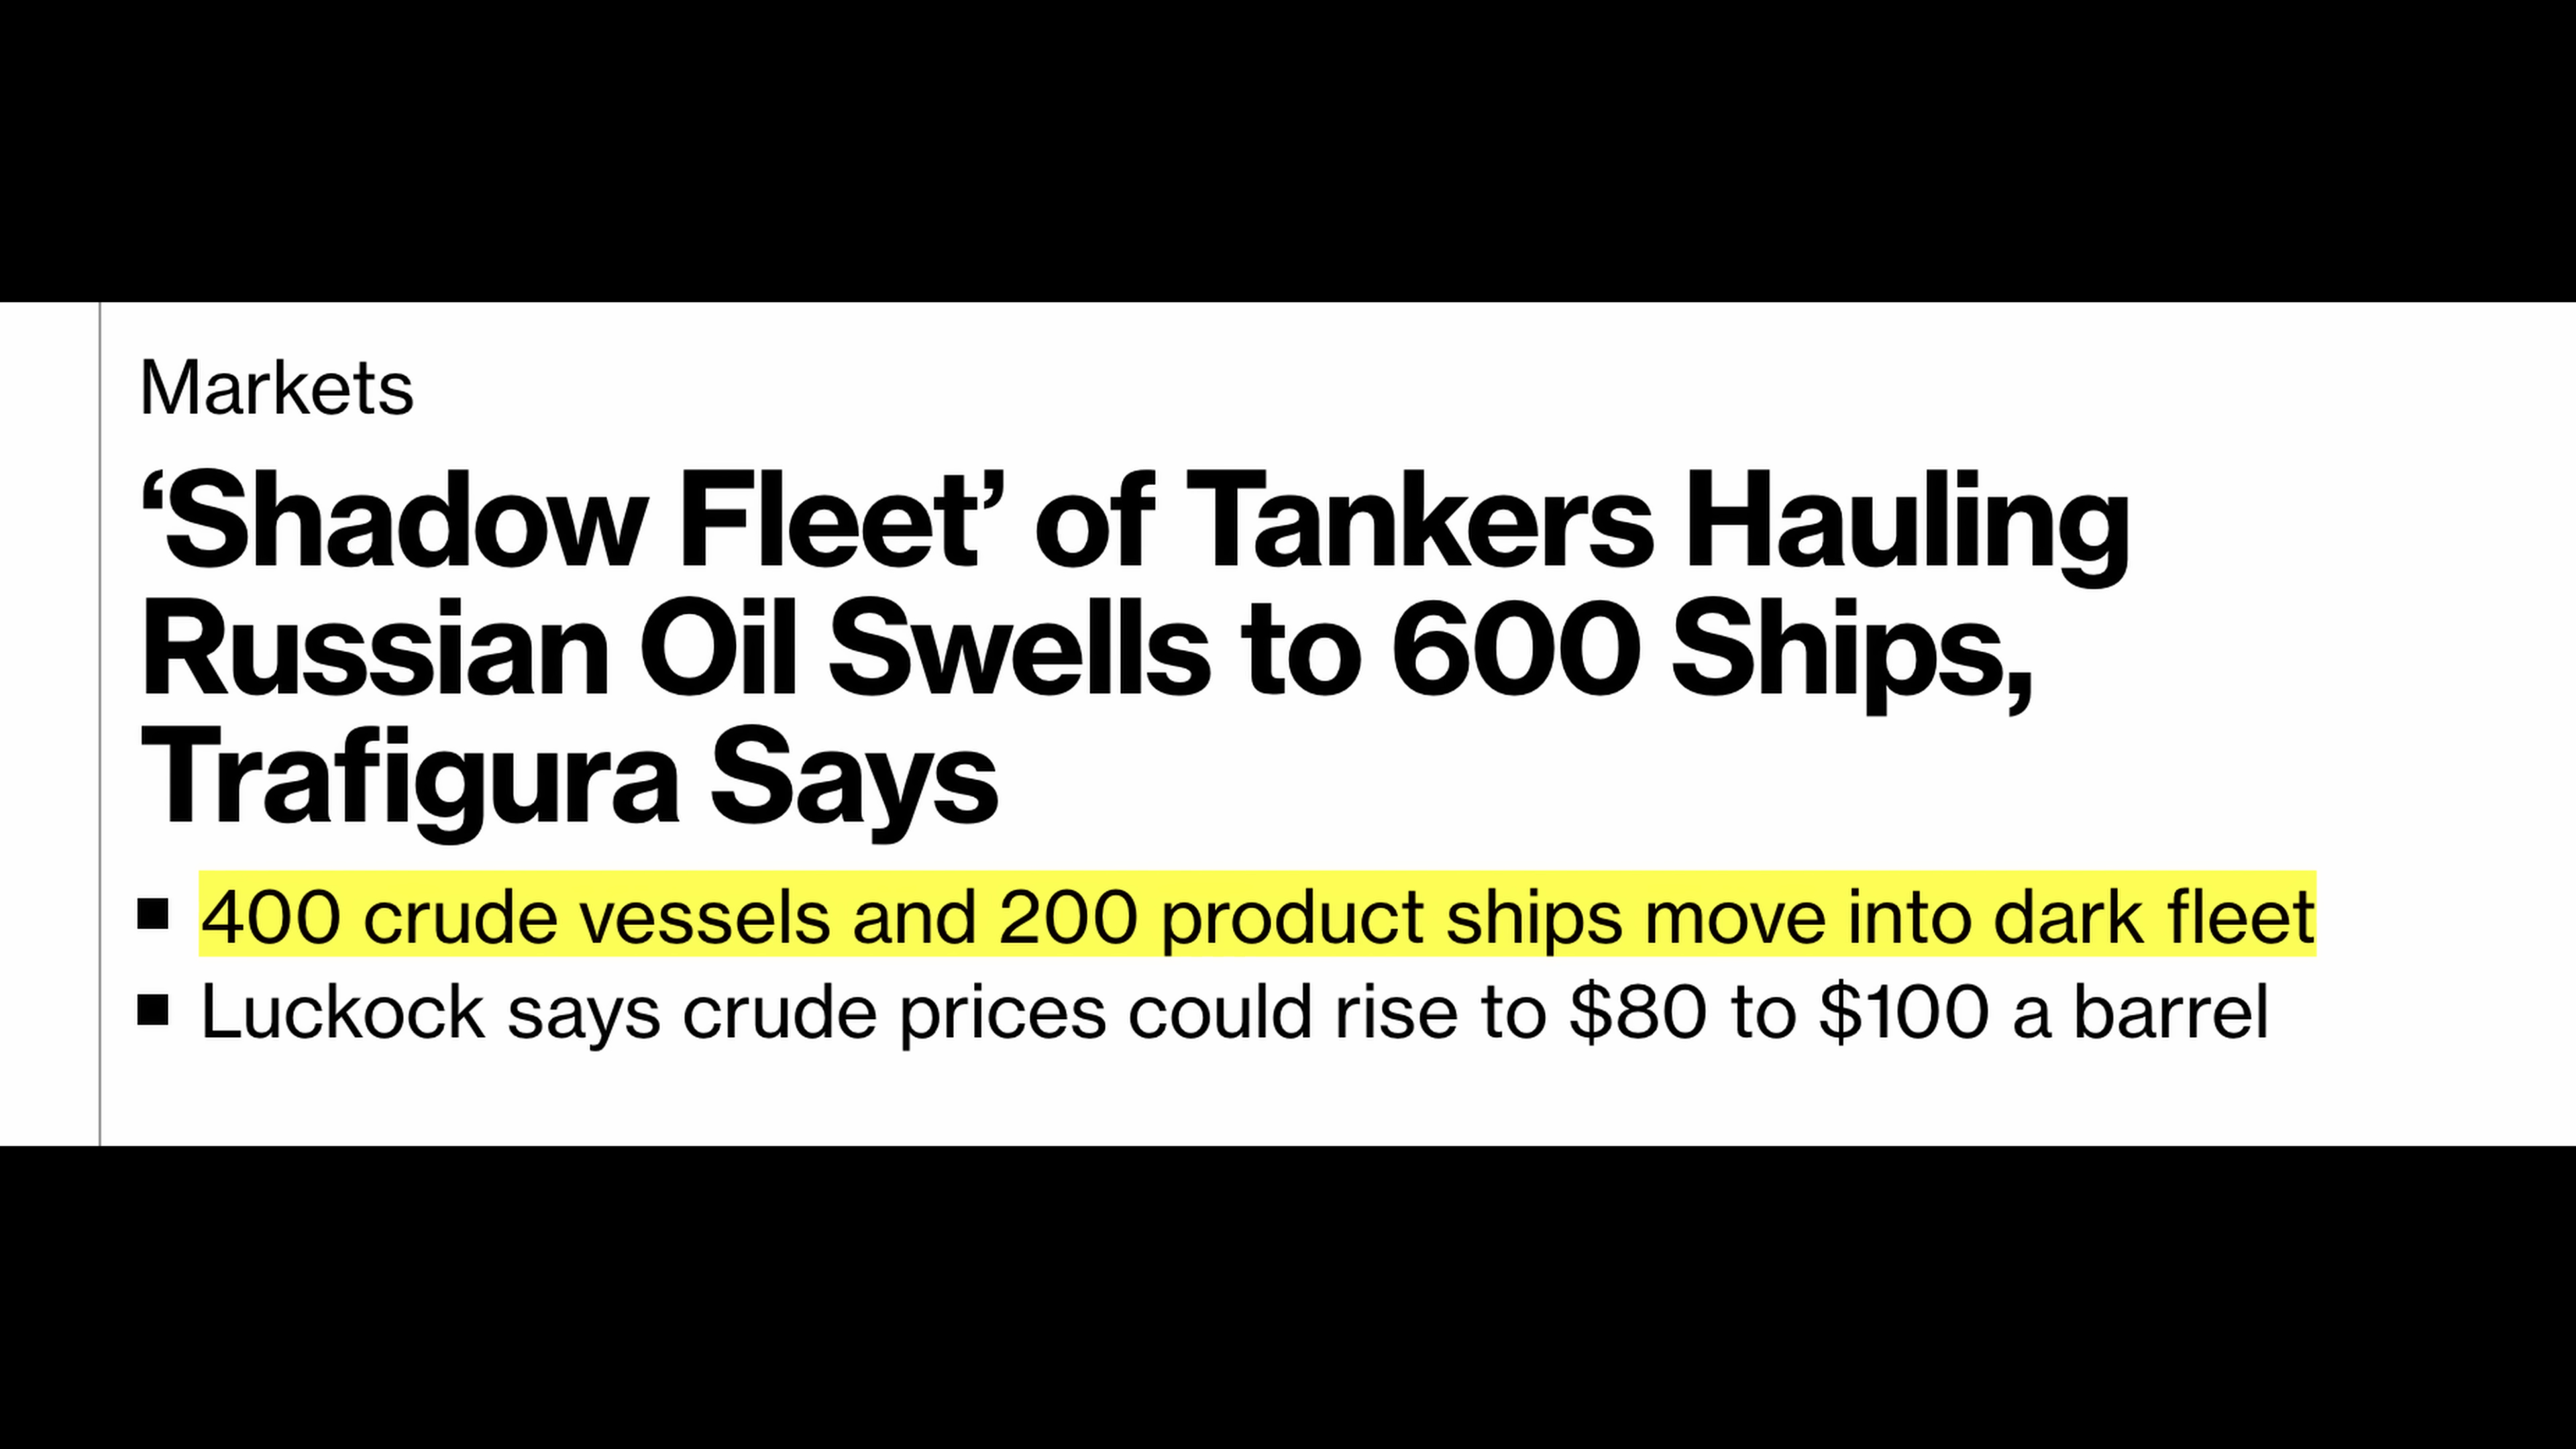 Markets
‘Shadow Fleet’ of Tankers Hauling
Russian Oil Swells to 600 Ships,
Trafigura Says
▪ 400 crude vessels and 200 product ships move into dark fleet
▪ Luckock says crude prices could rise to $80 to $100 a barrel